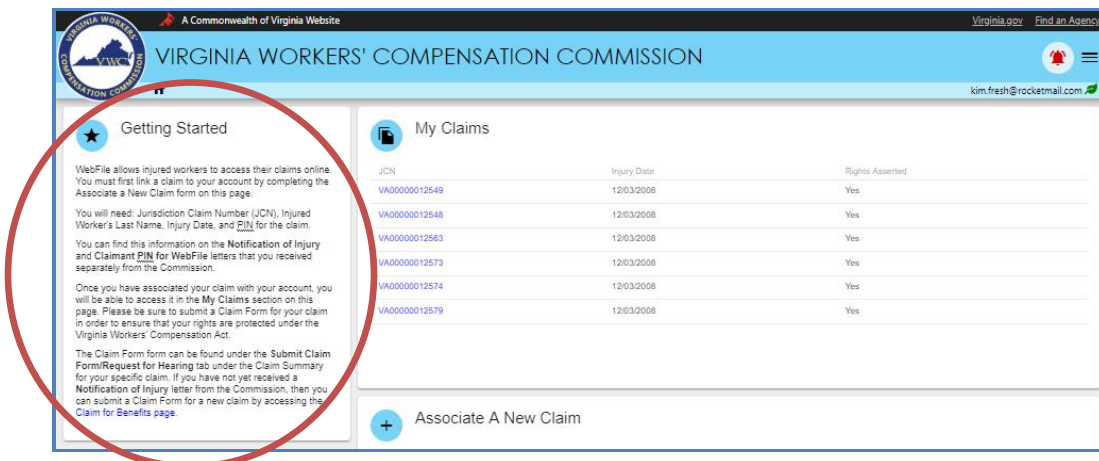 A Commonwealth of Virginia Website
Virginia.gov Find an Agency
VIRGINIA WORKERS' COMPENSATION COMMISSION
VWC
VIRGINIA WORKERS' COMPENSATION COMMISSION
kim.fresh@rocketmail.com
Getting Started
WebFile allows injured workers to access their claims online.
You must first link a claim to your account by completing the
Associate a New Claim form on this page.
You will need: Jurisdiction Claim Number (JCN), Injured
Worker's Last Name, Injury Date, and PIN for the claim.
You can find this information on the Notification of Injury
and Claimant PIN for WebFile letters that you received
separately from the Commission.
Once you have associated your claim with your account, you
will be able to access it in the My Claims section on this
page. Please be sure to submit a Claim Form for your claim
in order to ensure that your rights are protected under the
Virginia Workers' Compensation Act.
The Claim Form form can be found under the Submit Claim
Form/Request for Hearing tab under the Claim Summary
for your specific claim. If you have not yet received a
Notification of Injury letter from the Commission, then you
can submit a Claim Form for a new claim by accessing the
Claim for Benefits page.
My Claims
JCN Injury Date Rights Asserted
VA00000012549 12/03/2008 Yes
VA00000012548 12/03/2008 Yes
VA00000012563 12/03/2008 Yes
VA00000012573 12/03/2008 Yes
VA00000012574 12/03/2008 Yes
VA00000012579 12/03/2008 Yes
Associate A New Claim